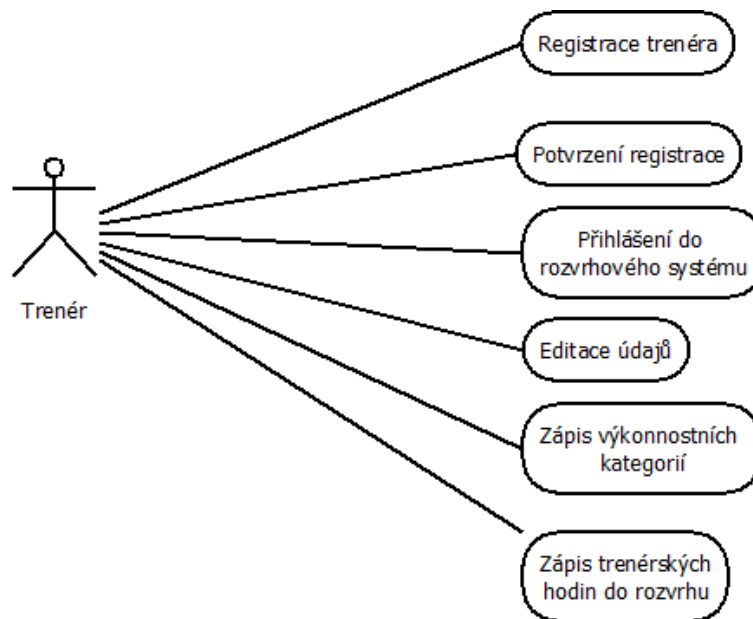 Registrace trenéra
Potvrzení registrace
Přihlášení do
rozvrhového systému
Trenér
Editace údajů
Zápis výkonnostních
kategorií
Zápis trenérských
hodin do rozvrhu